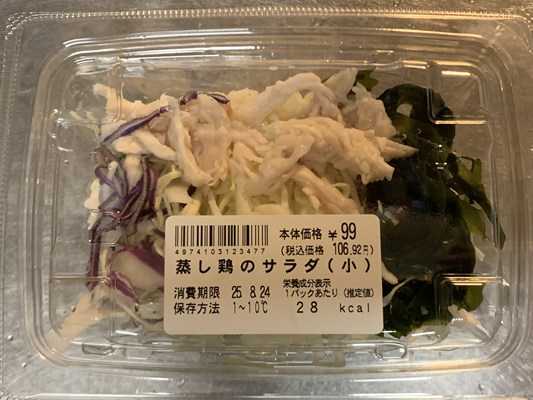 4974103123477
本体価格 ¥99
(税込価格 106.92円)
蒸し鶏のサラダ(小)
消費期限 25.8.24
保存方法 1~10℃
栄養成分表示
1パックあたり(推定値)
28 kcal